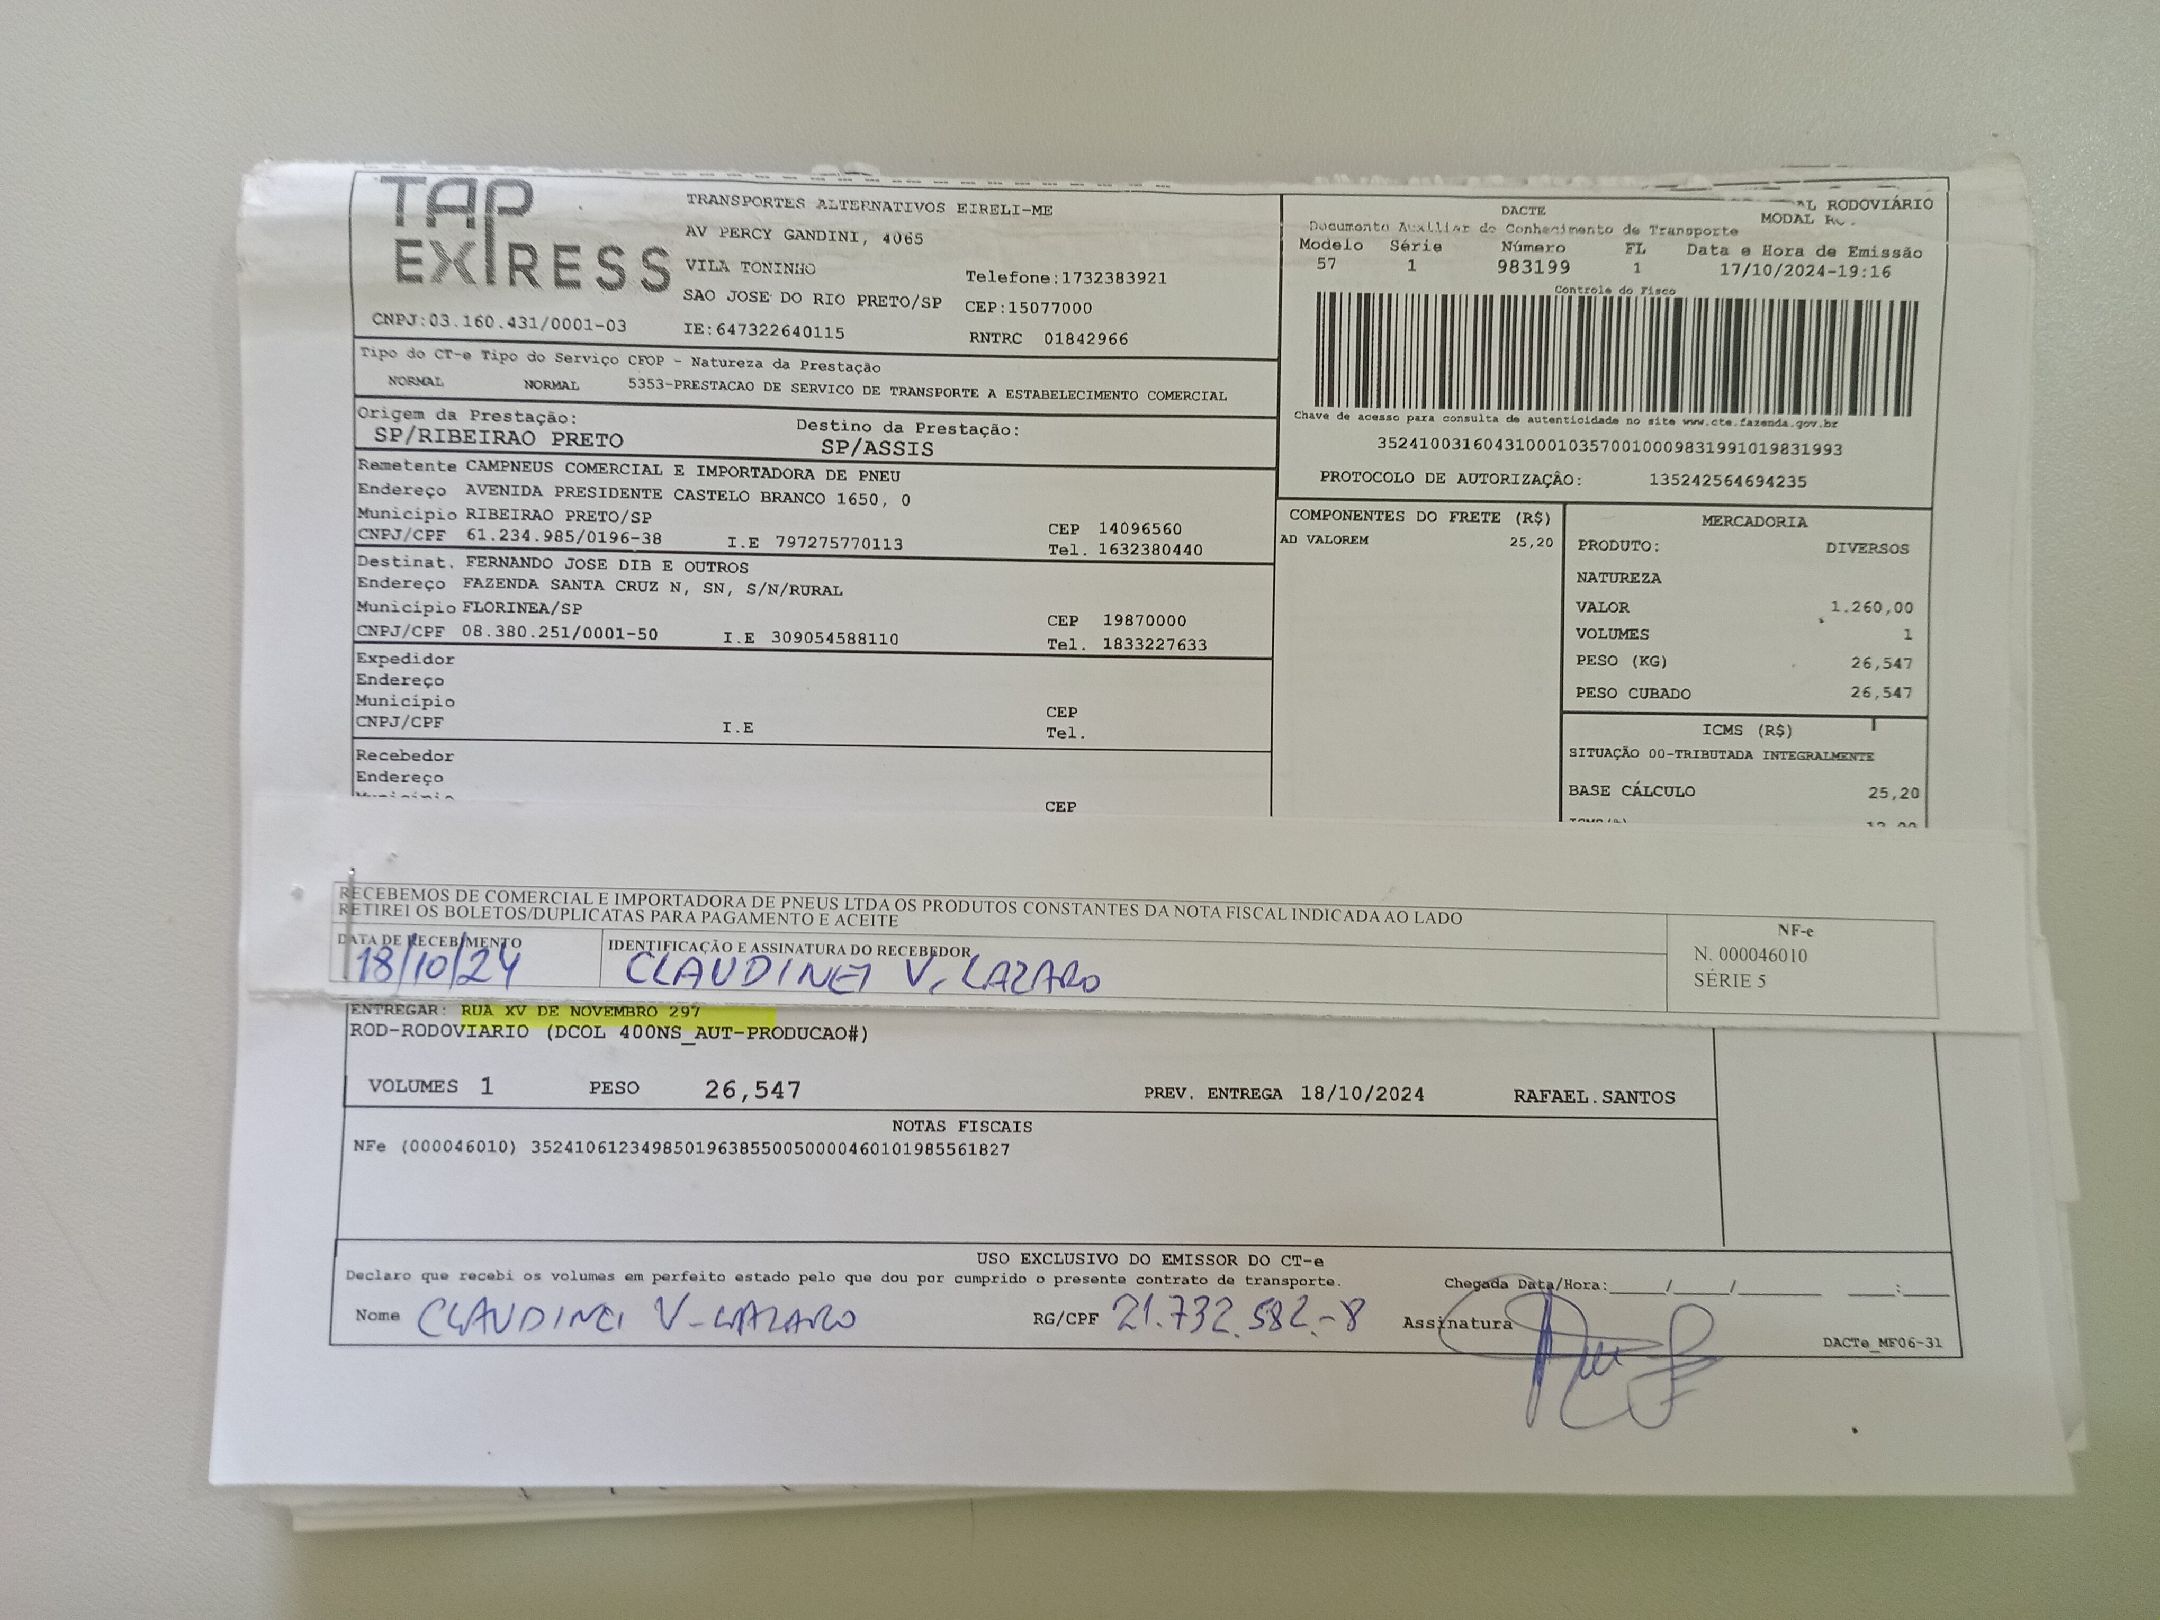 TAP EXPRESS
TRANSPORTES ALTERNATIVOS EIRELI-ME
AV PERCY GANDINI, 4065
VILA TONINHO
Telefone:1732383921
SAO JOSE DO RIO PRETO/SP CEP:15077000
CNPJ:03.160.431/0001-03 IE:647322640115 RNTRC 01842966
DACTE
AL RODOVIÁRIO
MODAL
Documento Auxiliar do Conhecimento de Transporte
Modelo Série Número FL Data e Hora de Emissão
57 1 983199 1 17/10/2024-19:16
Controle do Fisco
Chave de acesso para consulta de autenticidade no site www.cte.fazenda.gov.br
35241003160431000103570010009831991019831993
PROTOCOLO DE AUTORIZAÇÃO: 135242564694235
Tipo do CT-e Tipo do Serviço CFOP - Natureza da Prestação
NORMAL NORMAL 5353-PRESTACAO DE SERVICO DE TRANSPORTE A ESTABELECIMENTO COMERCIAL
Origem da Prestação: Destino da Prestação:
SP/RIBEIRAO PRETO SP/ASSIS
Remetente CAMPNEUS COMERCIAL E IMPORTADORA DE PNEU
Endereço AVENIDA PRESIDENTE CASTELO BRANCO 1650, 0
Município RIBEIRAO PRETO/SP CEP 14096560
CNPJ/CPF 61.234.985/0196-38 I.E 797275770113 Tel. 1632380440
Destinat. FERNANDO JOSE DIB E OUTROS
Endereço FAZENDA SANTA CRUZ N, SN, S/N/RURAL
Município FLORINEA/SP CEP 19870000
CNPJ/CPF 08.380.251/0001-50 I.E 309054588110 Tel. 1833227633
Expedidor
Endereço
Município CEP
CNPJ/CPF I.E Tel.
Recebedor
Endereço
Município CEP
COMPONENTES DO FRETE (R$)
AD VALOREM 25,20
MERCADORIA
PRODUTO: DIVERSOS
NATUREZA
VALOR 1.260,00
VOLUMES 1
PESO (KG) 26,547
PESO CUBADO 26,547
ICMS (R$)
SITUAÇÃO 00-TRIBUTADA INTEGRALMENTE
BASE CÁLCULO 25,20
RECEBEMOS DE COMERCIAL E IMPORTADORA DE PNEUS LTDA OS PRODUTOS CONSTANTES DA NOTA FISCAL INDICADA AO LADO
RETIREI OS BOLETOS/DUPLICATAS PARA PAGAMENTO E ACEITE
DATA DE RECEBIMENTO IDENTIFICAÇÃO E ASSINATURA DO RECEBEDOR
18/10/24 CLAUDINEI V. LAZARO
NF-e
N. 000046010
SÉRIE 5
ENTREGAR: RUA XV DE NOVEMBRO 297
ROD-RODOVIARIO (DCOL 400NS_AUT-PRODUCAO#)
VOLUMES 1 PESO 26,547 PREV. ENTREGA 18/10/2024 RAFAEL.SANTOS
NOTAS FISCAIS
NFe (000046010) 35241061234985019638550050000460101985561827
USO EXCLUSIVO DO EMISSOR DO CT-e
Declaro que recebi os volumes em perfeito estado pelo que dou por cumprido o presente contrato de transporte. Chegada Data/Hora:____/____/______ ___:___
Nome CLAUDINEI V. LAZARO RG/CPF 21.732.582.-8 Assinatura
DACTe_MF06-31